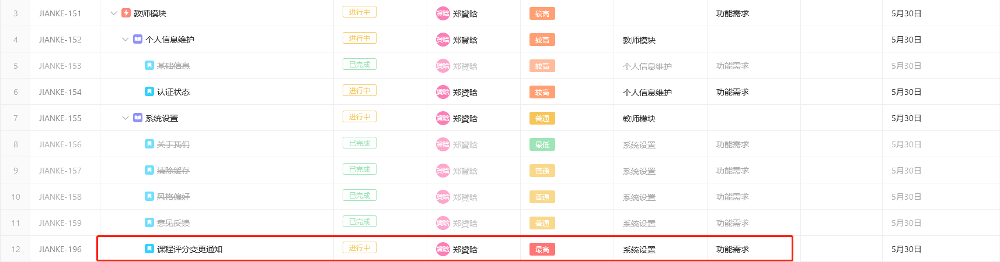 3 JIANKE-151 教师模块 进行中 赟晗 郑赟晗 较高 功能需求 5月30日
4 JIANKE-152 个人信息维护 进行中 赟晗 郑赟晗 较高 教师模块 5月30日
5 JIANKE-153 基础信息 已完成 赟晗 郑赟晗 较高 个人信息维护 功能需求 5月30日
6 JIANKE-154 认证状态 进行中 赟晗 郑赟晗 较高 个人信息维护 功能需求 5月30日
7 JIANKE-155 系统设置 进行中 赟晗 郑赟晗 普通 教师模块 5月30日
8 JIANKE-156 关于我们 已完成 赟晗 郑赟晗 最低 系统设置 功能需求 5月30日
9 JIANKE-157 清除缓存 已完成 赟晗 郑赟晗 普通 系统设置 功能需求 5月30日
10 JIANKE-158 风格偏好 已完成 赟晗 郑赟晗 普通 系统设置 功能需求 5月30日
11 JIANKE-159 意见反馈 已完成 赟晗 郑赟晗 普通 系统设置 功能需求 5月30日
12 JIANKE-196 课程评分变更通知 进行中 赟晗 郑赟晗 最高 系统设置 功能需求 5月30日